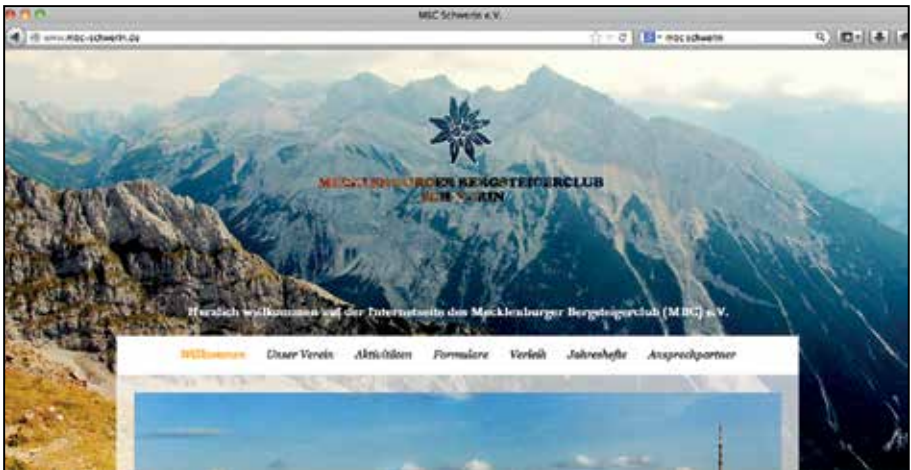 MBC Schwerin e.V.
www.mbc-schwerin.de
mbc schwerin
MECKLENBURGER BERGSTEIGERCLUB
SCHWERIN
Herzlich willkommen auf der Internetseite des Mecklenburger Bergsteigerclub (MBC) e.V.
Willkommen Unser Verein Aktivitäten Formulare Verleih Jahreshefte Ansprechpartner